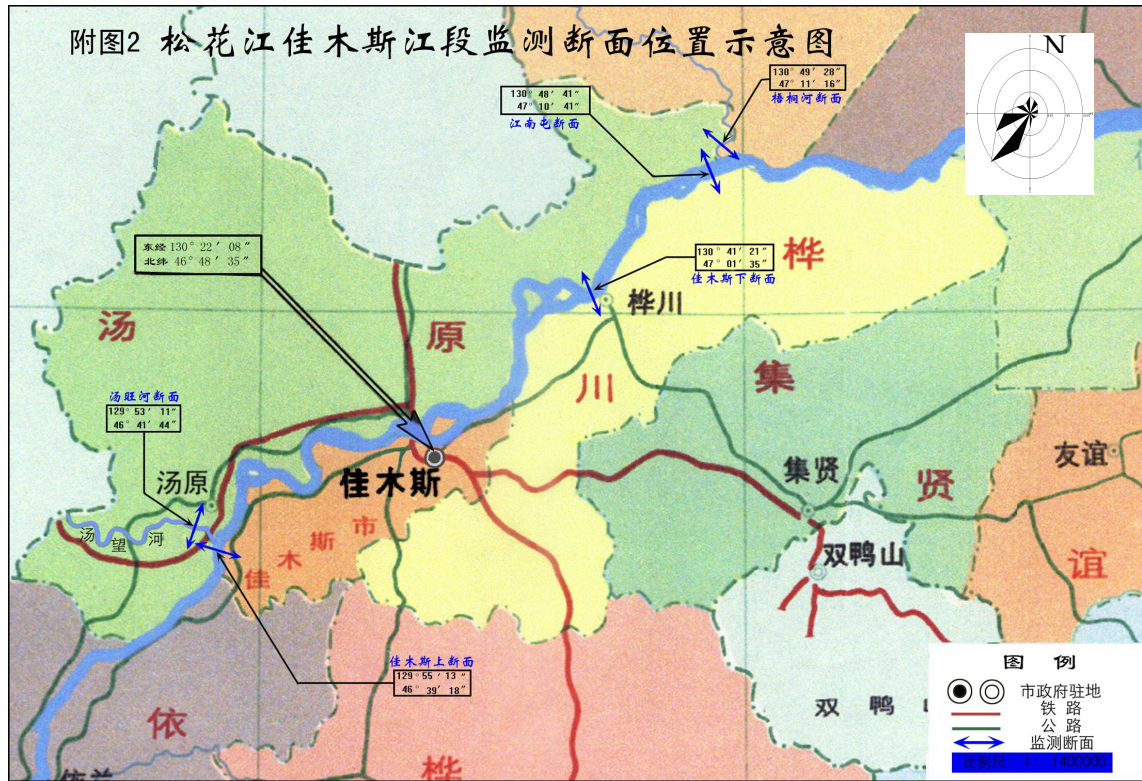 附图2 松花江佳木斯江段监测断面位置示意图
N
130° 49′ 28″
47° 11′ 16″
梧桐河断面
130° 48′ 41″
47° 10′ 41″
江南屯断面
东经 130° 22′ 08″
北纬 46° 48′ 35″
130° 41′ 21″
47° 01′ 35″
佳木斯下断面
桦
桦川
川
汤
原
集
汤旺河断面
129° 53′ 11″
46° 41′ 44″
汤原
佳木斯
集贤
贤
友谊
汤望河
佳木斯市
双鸭山
谊
佳木斯上断面
129° 55′ 13″
46° 39′ 18″
依
双鸭山
桦
图 例
市政府驻地
铁 路
公 路
监测断面
比例尺 1：1400000